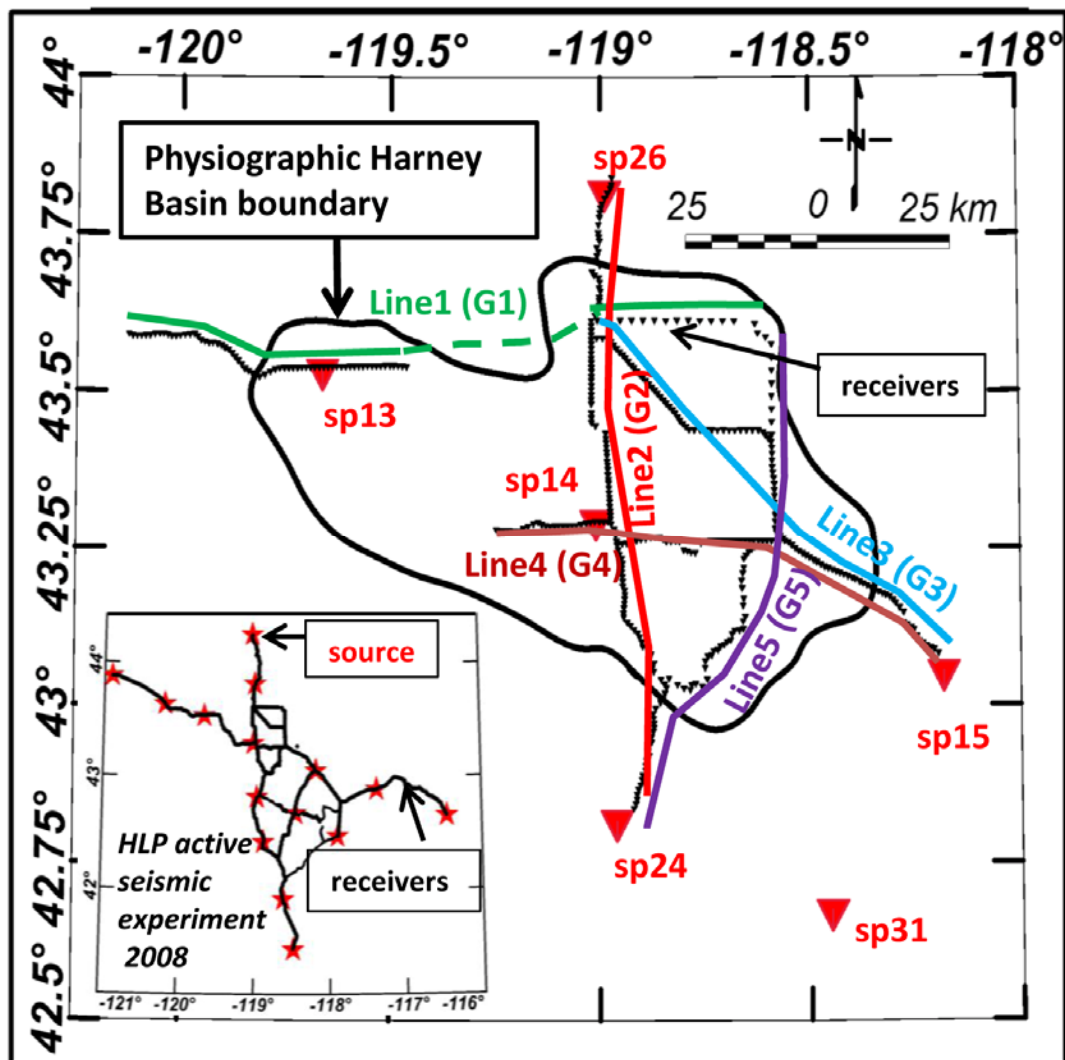 -120°
-119.5°
-119°
-118.5°
-118°
44°
43.75°
43.5°
43.25°
43°
42.75°
42.5°
Physiographic Harney
Basin boundary
sp26
N
25 0 25 km
Line1 (G1)
receivers
sp13
Line2 (G2)
sp14
Line3 (G3)
Line4 (G4)
Line5 (G5)
sp15
sp24
sp31
source
44°
43°
42°
HLP active
seismic
experiment
2008
receivers
-121°
-120°
-119°
-118°
-117°
-116°